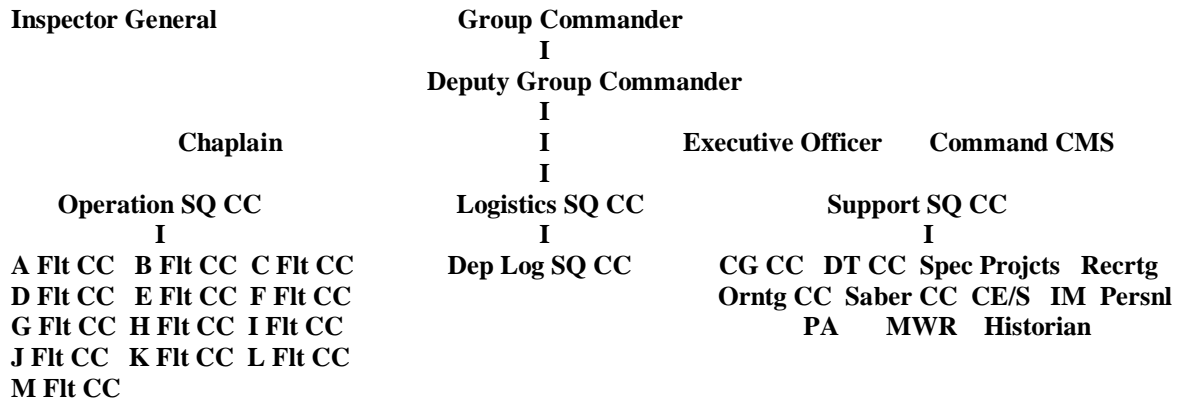 Inspector General Group Commander
I
Deputy Group Commander
I
Chaplain I Executive Officer Command CMS
I
Operation SQ CC Logistics SQ CC Support SQ CC
I I I
A Flt CC B Flt CC C Flt CC Dep Log SQ CC CG CC DT CC Spec Projcts Recrtg
D Flt CC E Flt CC F Flt CC Orntg CC Saber CC CE/S IM Persnl
G Flt CC H Flt CC I Flt CC PA MWR Historian
J Flt CC K Flt CC L Flt CC
M Flt CC